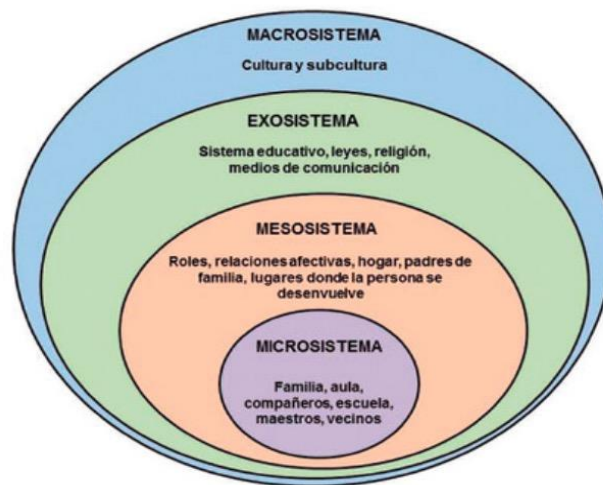 MACROSISTEMA
Cultura y subcultura
EXOSISTEMA
Sistema educativo, leyes, religión,
medios de comunicación
MESOSISTEMA
Roles, relaciones afectivas, hogar, padres de
familia, lugares donde la persona se
desenvuelve
MICROSISTEMA
Familia, aula,
compañeros, escuela,
maestros, vecinos